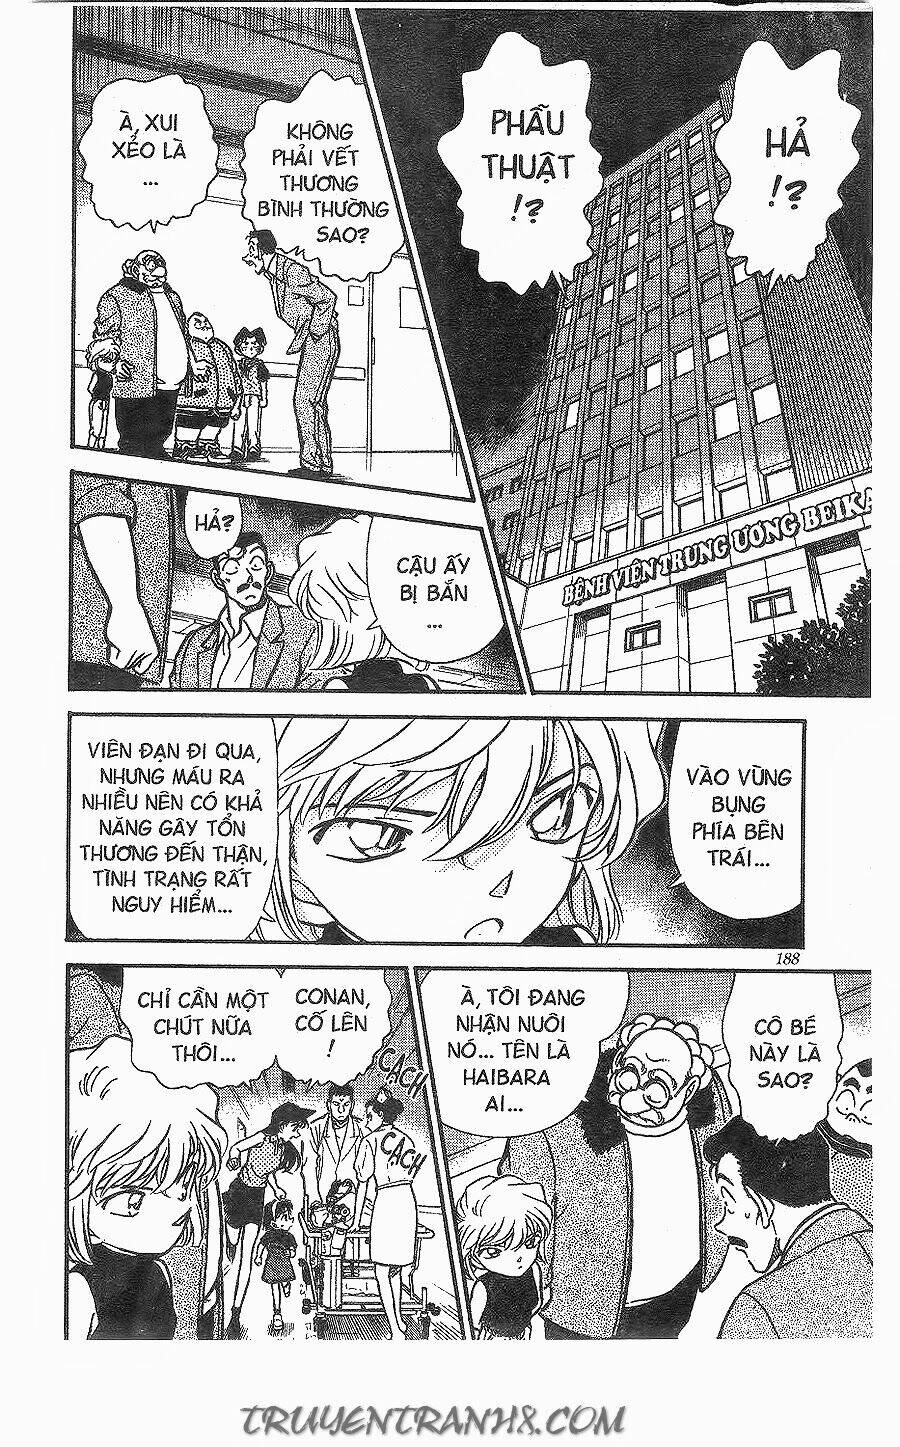 HẢ
!?
PHẪU
THUẬT
!?
BỆNH VIỆN TRUNG ƯƠNG BEIKA
KHÔNG
PHẢI VẾT
THƯƠNG
BÌNH THƯỜNG
SAO?
À, XUI
XẺO LÀ
...
CẬU ẤY
BỊ BẮN
...
HẢ?
VÀO VÙNG
BỤNG
PHÍA BÊN
TRÁI...
VIÊN ĐẠN ĐI QUA,
NHƯNG MÁU RA
NHIỀU NÊN CÓ KHẢ
NĂNG GÂY TỔN
THƯƠNG ĐẾN THẬN,
TÌNH TRẠNG RẤT
NGUY HIỂM...
188
CÔ BÉ
NÀY LÀ
SAO?
À, TÔI ĐANG
NHẬN NUÔI
NÓ... TÊN LÀ
HAIBARA
AI...
CONAN,
CỐ LÊN
!
CHỈ CẦN MỘT
CHÚT NỮA
THÔI...
CẠCH
CẠCH
TRUYENTRANH8.COM